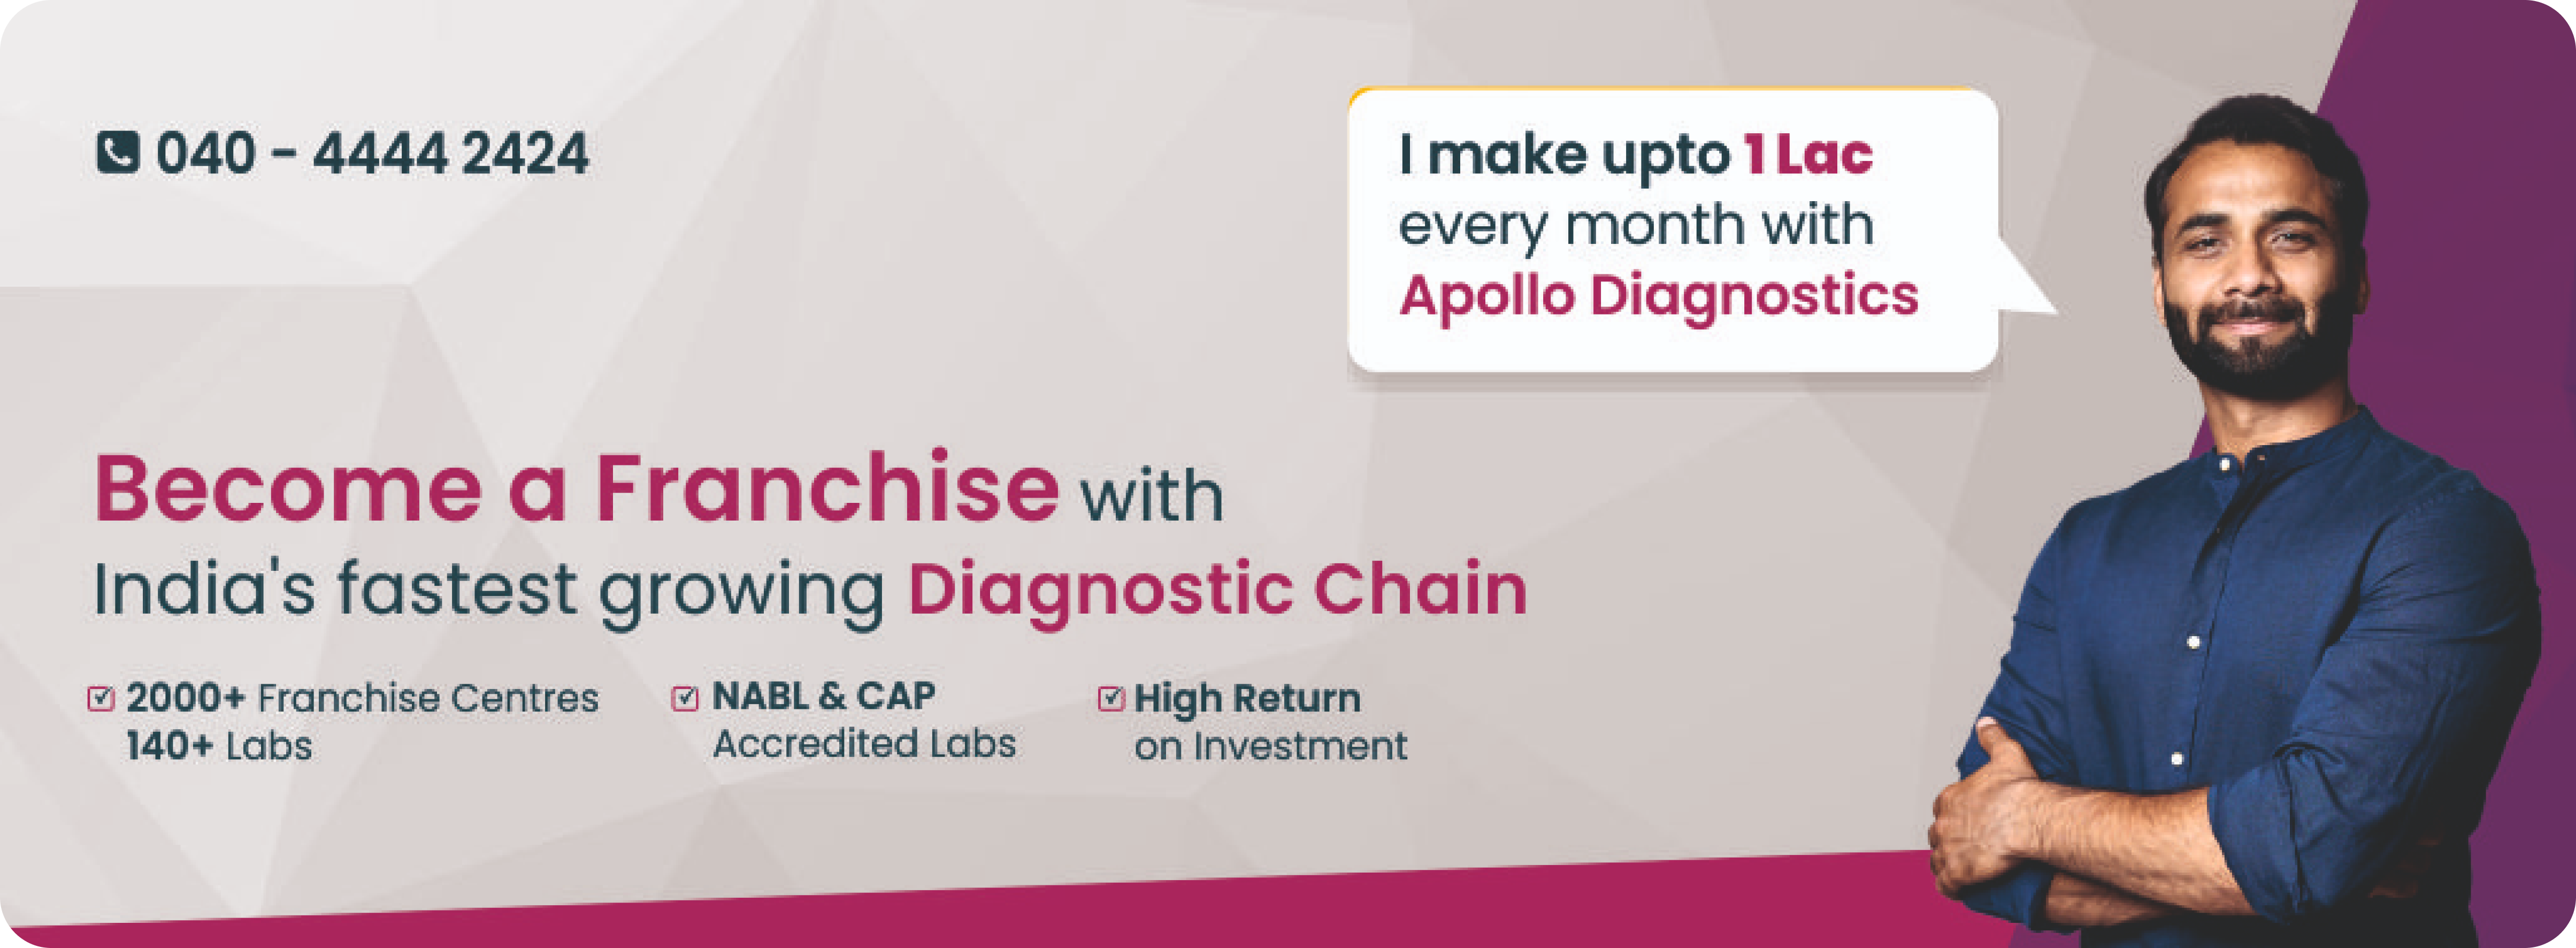 040 - 4444 2424
I make upto 1 Lac
every month with
Apollo Diagnostics
Become a Franchise with
India's fastest growing Diagnostic Chain
2000+ Franchise Centres
140+ Labs
NABL & CAP
Accredited Labs
High Return
on Investment